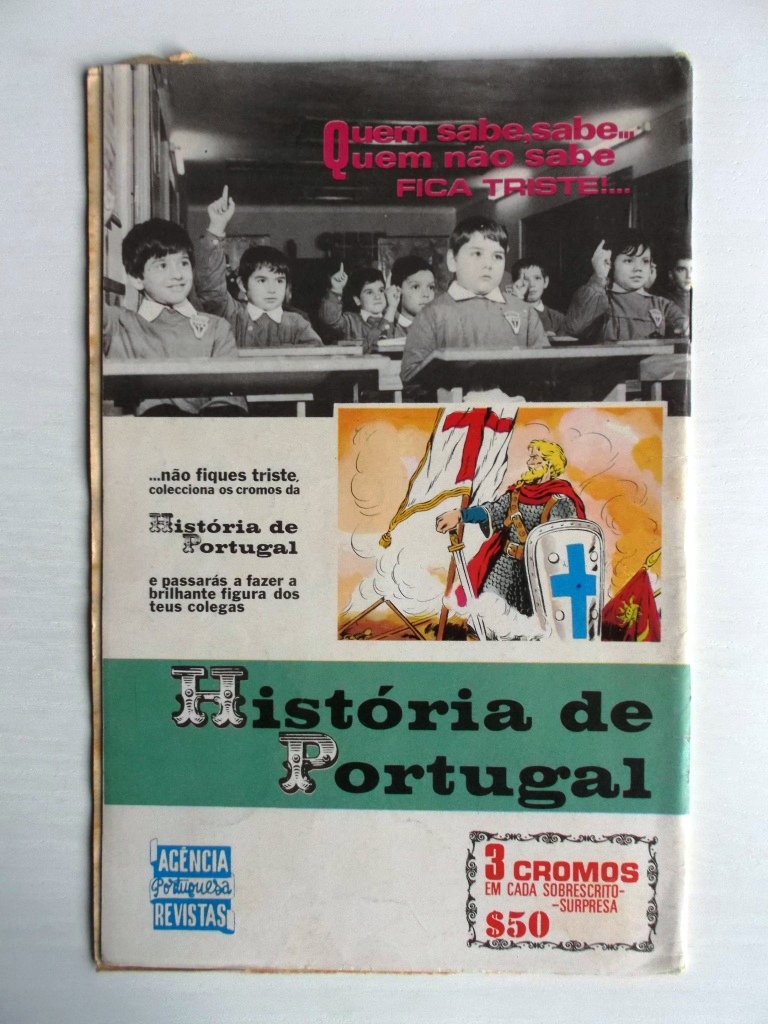 Quem sabe, sabe...
Quem não sabe
FICA TRISTE!...
...não fiques triste,
colecciona os cromos da
História de
Portugal
e passarás a fazer a
brilhante figura dos
teus colegas
História de
Portugal
AGÊNCIA
Portuguesa
REVISTAS
3 CROMOS
EM CADA SOBRESCRITO-
-SURPRESA
$50